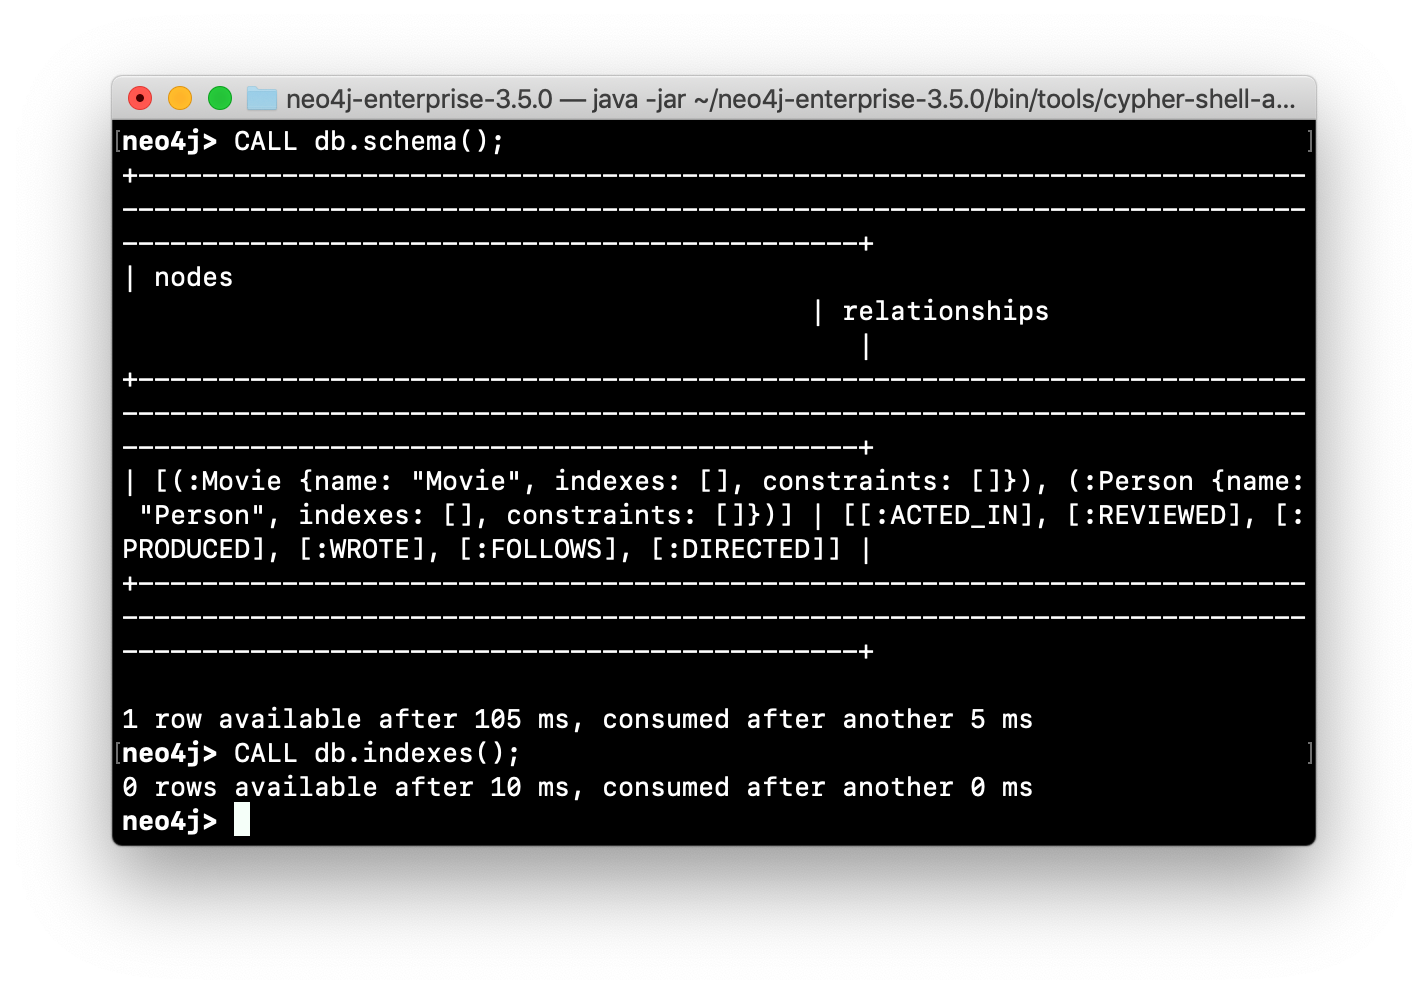 neo4j-enterprise-3.5.0 — java -jar ~/neo4j-enterprise-3.5.0/bin/tools/cypher-shell-a...
[neo4j> CALL db.schema(); ]
+-------------------------------------------------------------------------
--------------------------------------------------------------------------
----------------------------------------------+
| nodes
| relationships
|
+-------------------------------------------------------------------------
--------------------------------------------------------------------------
----------------------------------------------+
| [(:Movie {name: "Movie", indexes: [], constraints: []}), (:Person {name:
"Person", indexes: [], constraints: []})] | [[:ACTED_IN], [:REVIEWED], [:
PRODUCED], [:WROTE], [:FOLLOWS], [:DIRECTED]] |
+-------------------------------------------------------------------------
--------------------------------------------------------------------------
----------------------------------------------+
1 row available after 105 ms, consumed after another 5 ms
[neo4j> CALL db.indexes(); ]
0 rows available after 10 ms, consumed after another 0 ms
neo4j>